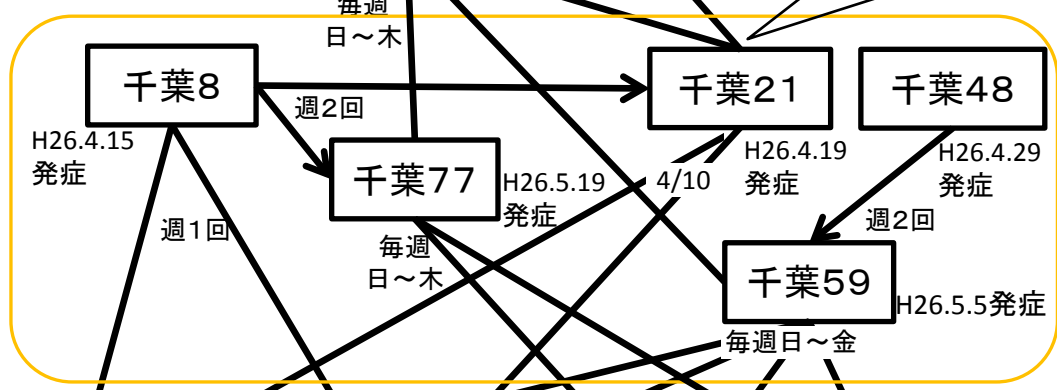 毎週
日～木
千葉8
千葉21
千葉48
週2回
H26.4.15
発症
千葉77
H26.5.19
発症
4/10
H26.4.19
発症
H26.4.29
発症
週1回
毎週
日～木
週2回
千葉59
H26.5.5発症
毎週日～金